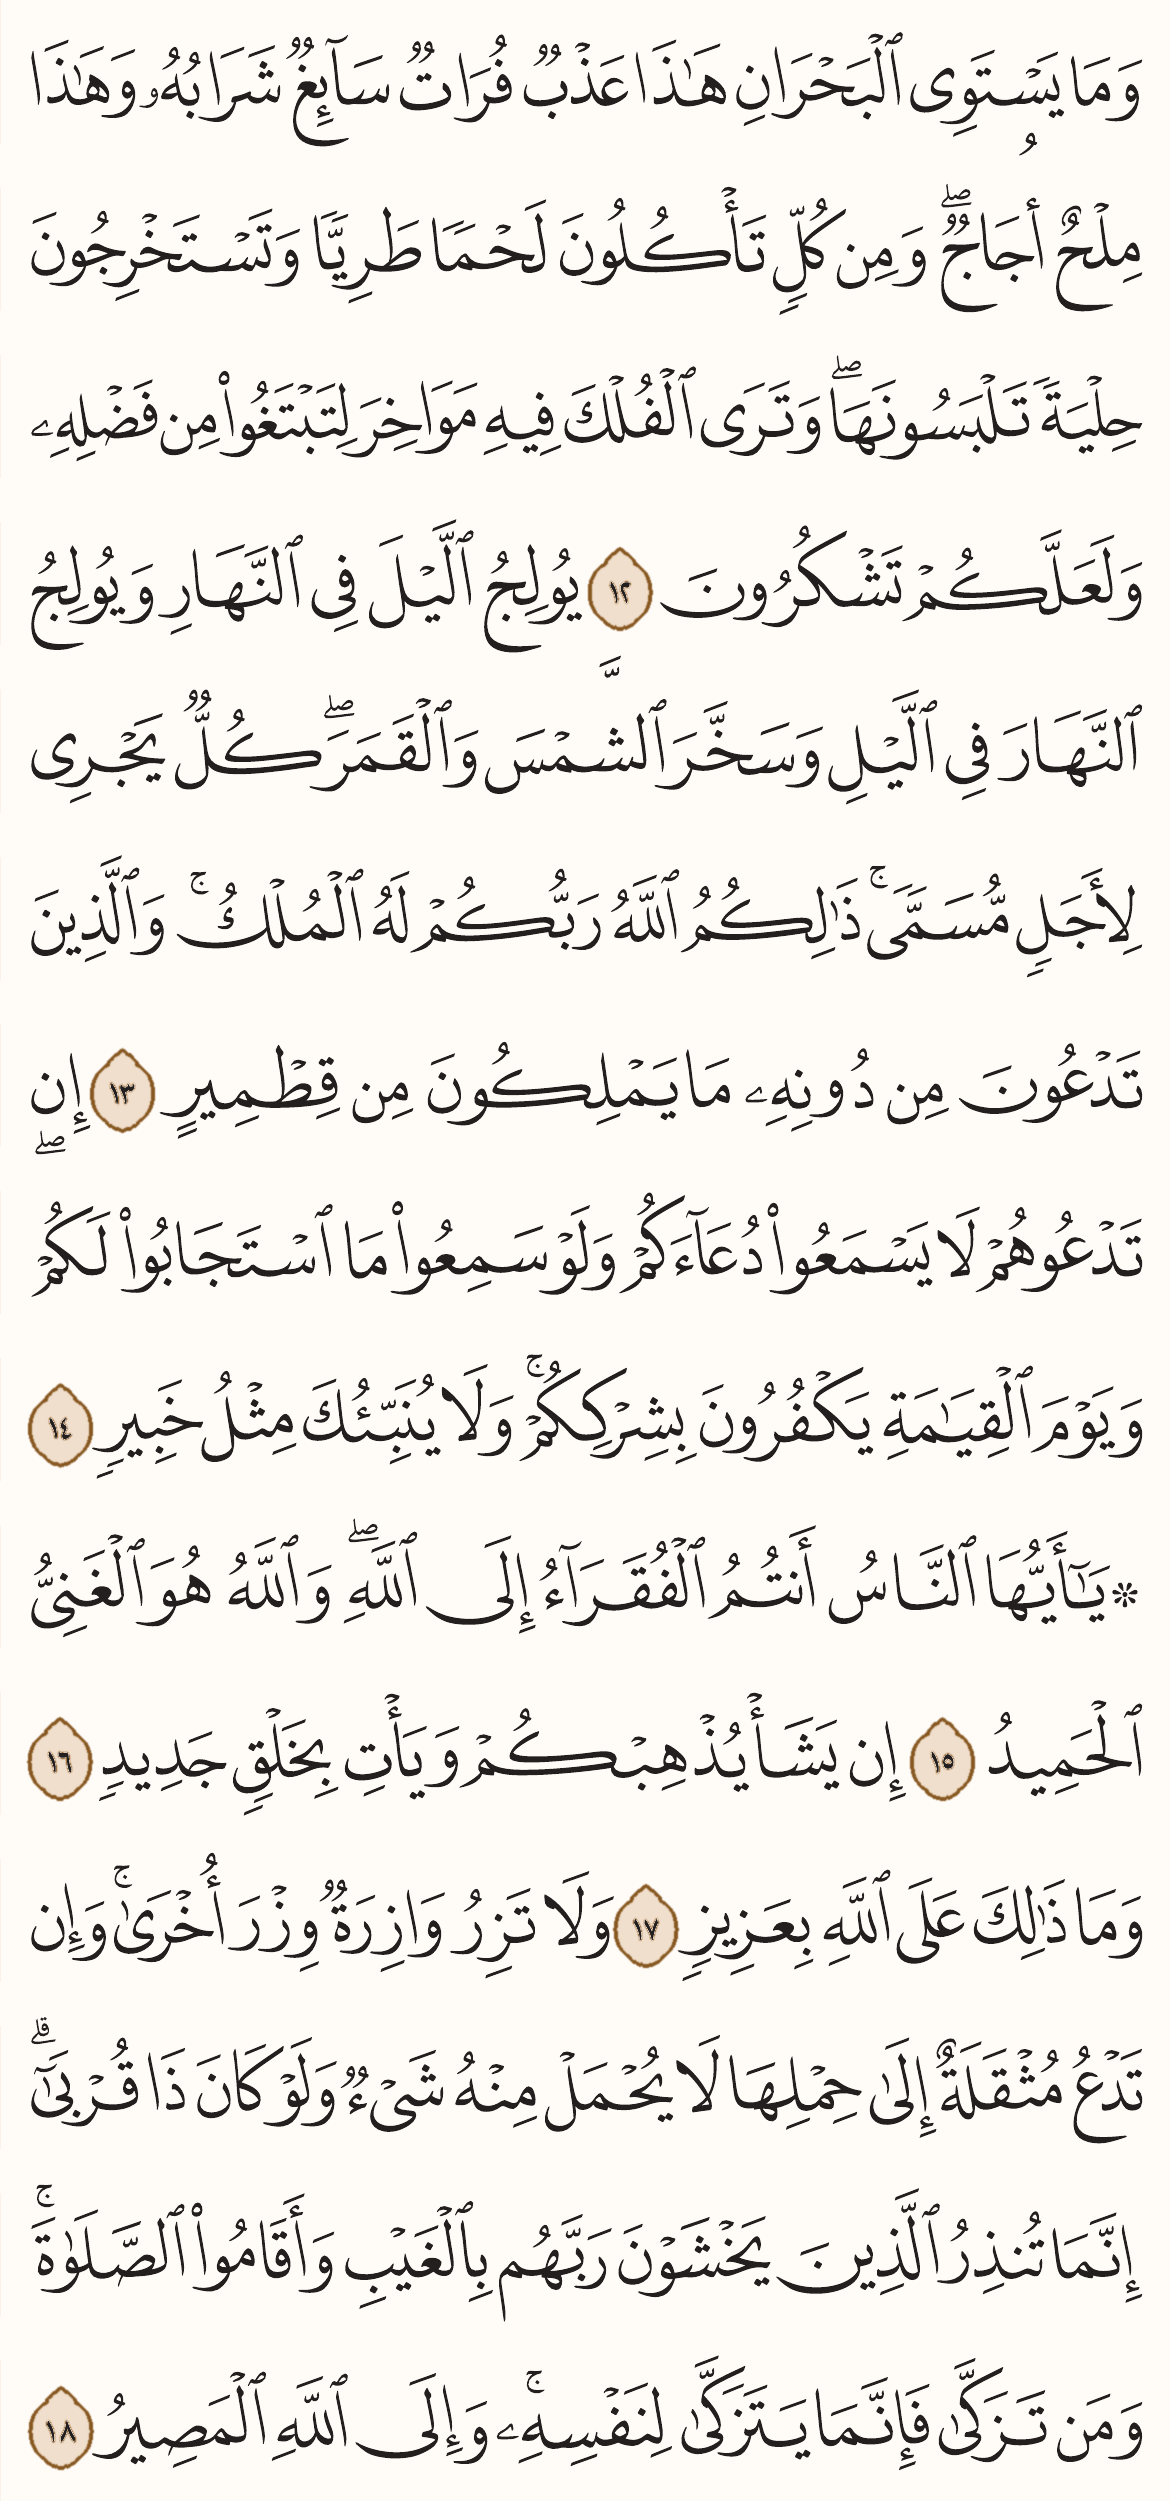 وَمَا يَسۡتَوِي ٱلۡبَحۡرَانِ هَٰذَا عَذۡبٞ فُرَاتٞ سَآئِغٞ شَرَابُهُۥ وَهَٰذَا
مِلۡحٌ أُجَاجٞۖ وَمِن كُلّٖ تَأۡكُلُونَ لَحۡمٗا طَرِيّٗا وَتَسۡتَخۡرِجُونَ
حِلۡيَةٗ تَلۡبَسُونَهَاۖ وَتَرَى ٱلۡفُلۡكَ فِيهِ مَوَاخِرَ لِتَبۡتَغُواْ مِن فَضۡلِهِۦ
وَلَعَلَّكُمۡ تَشۡكُرُونَ ١٢ يُولِجُ ٱلَّيۡلَ فِي ٱلنَّهَارِ وَيُولِجُ
ٱلنَّهَارَ فِي ٱلَّيۡلِ وَسَخَّرَ ٱلشَّمۡسَ وَٱلۡقَمَرَۖ كُلّٞ يَجۡرِي
لِأَجَلٖ مُّسَمّٗىۚ ذَٰلِكُمُ ٱللَّهُ رَبُّكُمۡ لَهُ ٱلۡمُلۡكُۚ وَٱلَّذِينَ
تَدۡعُونَ مِن دُونِهِۦ مَا يَمۡلِكُونَ مِن قِطۡمِيرٍ ١٣ إِن
تَدۡعُوهُمۡ لَا يَسۡمَعُواْ دُعَآءَكُمۡ وَلَوۡ سَمِعُواْ مَا ٱسۡتَجَابُواْ لَكُمۡۖ
وَيَوۡمَ ٱلۡقِيَٰمَةِ يَكۡفُرُونَ بِشِرۡكِكُمۡۚ وَلَا يُنَبِّئُكَ مِثۡلُ خَبِيرٖ ١٤
۞ يَٰٓأَيُّهَا ٱلنَّاسُ أَنتُمُ ٱلۡفُقَرَآءُ إِلَى ٱللَّهِۖ وَٱللَّهُ هُوَ ٱلۡغَنِيُّ
ٱلۡحَمِيدُ ١٥ إِن يَشَأۡ يُذۡهِبۡكُمۡ وَيَأۡتِ بِخَلۡقٖ جَدِيدٖ ١٦
وَمَا ذَٰلِكَ عَلَى ٱللَّهِ بِعَزِيزٖ ١٧ وَلَا تَزِرُ وَازِرَةٞ وِزۡرَ أُخۡرَىٰۚ وَإِن
تَدۡعُ مُثۡقَلَةٌ إِلَىٰ حِمۡلِهَا لَا يُحۡمَلۡ مِنۡهُ شَيۡءٞ وَلَوۡ كَانَ ذَا قُرۡبَىٰٓۗ
إِنَّمَا تُنذِرُ ٱلَّذِينَ يَخۡشَوۡنَ رَبَّهُم بِٱلۡغَيۡبِ وَأَقَامُواْ ٱلصَّلَوٰةَۚ
وَمَن تَزَكَّىٰ فَإِنَّمَا يَتَزَكَّىٰ لِنَفۡسِهِۦۚ وَإِلَى ٱللَّهِ ٱلۡمَصِيرُ ١٨